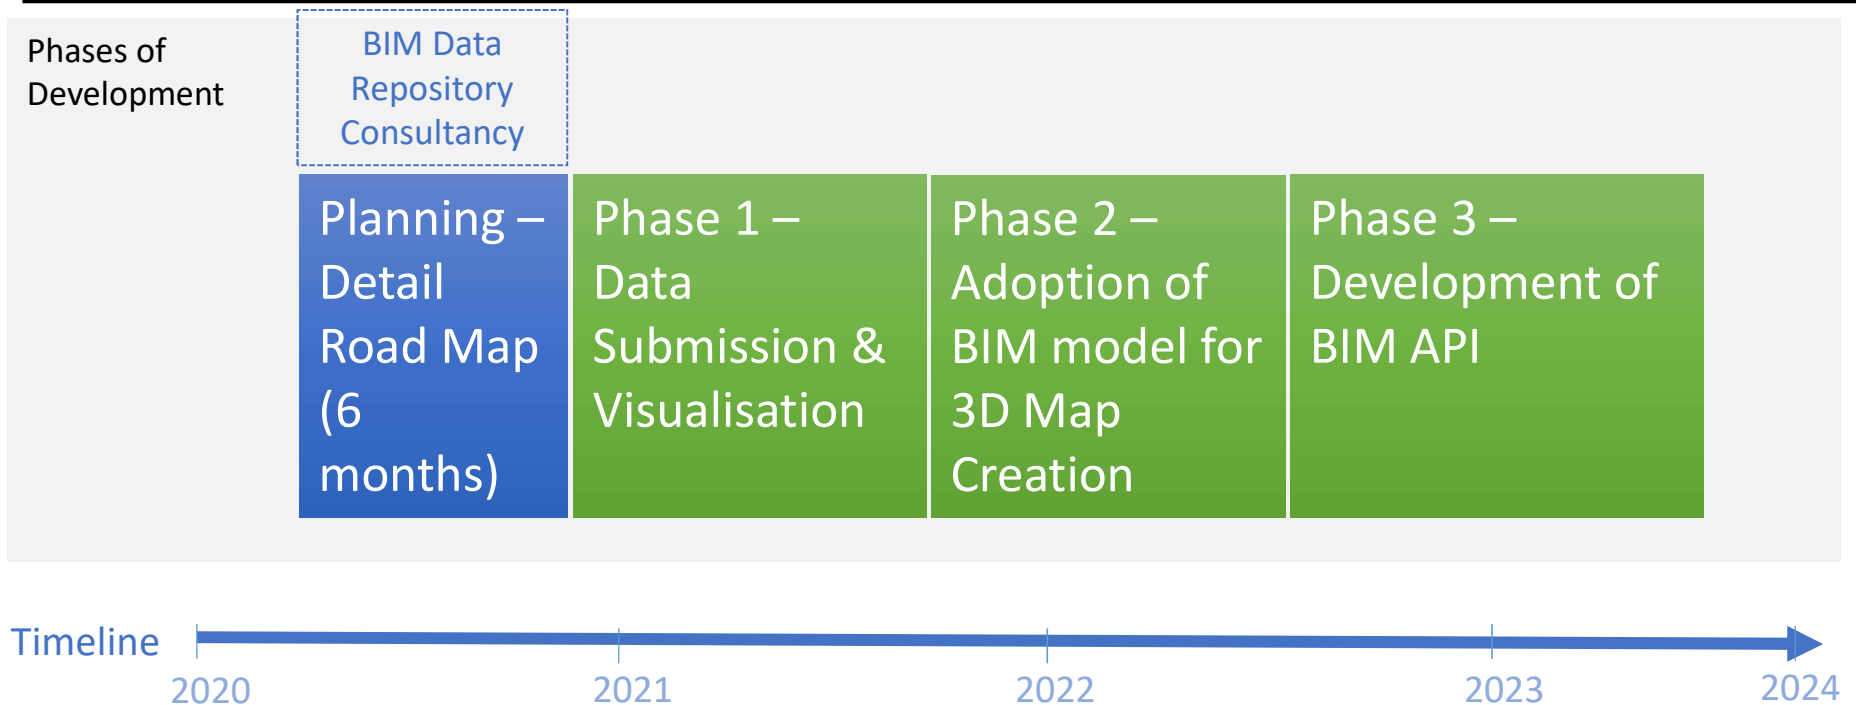 Phases of
Development
BIM Data
Repository
Consultancy
Planning –
Detail
Road Map
(6
months)
Phase 1 –
Data
Submission &
Visualisation
Phase 2 –
Adoption of
BIM model for
3D Map
Creation
Phase 3 –
Development of
BIM API
Timeline
2020
2021
2022
2023
2024